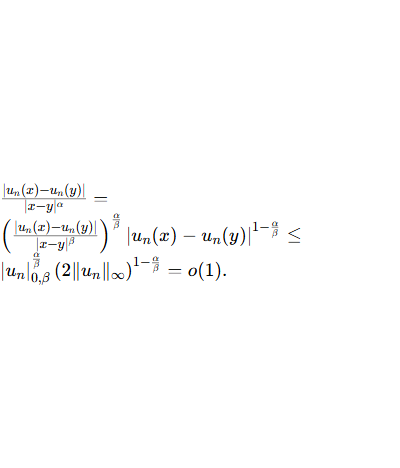 $\frac{|u_n(x)-u_n(y)|}{|x-y|^\alpha} =$
$\left(\frac{|u_n(x)-u_n(y)|}{|x-y|^\beta}\right)^{\frac{\alpha}{\beta}} |u_n(x)-u_n(y)|^{1-\frac{\alpha}{\beta}} \leq$
$|u_n|_{0,\beta}^{\frac{\alpha}{\beta}} (2\|u_n\|_\infty)^{1-\frac{\alpha}{\beta}} = o(1).$